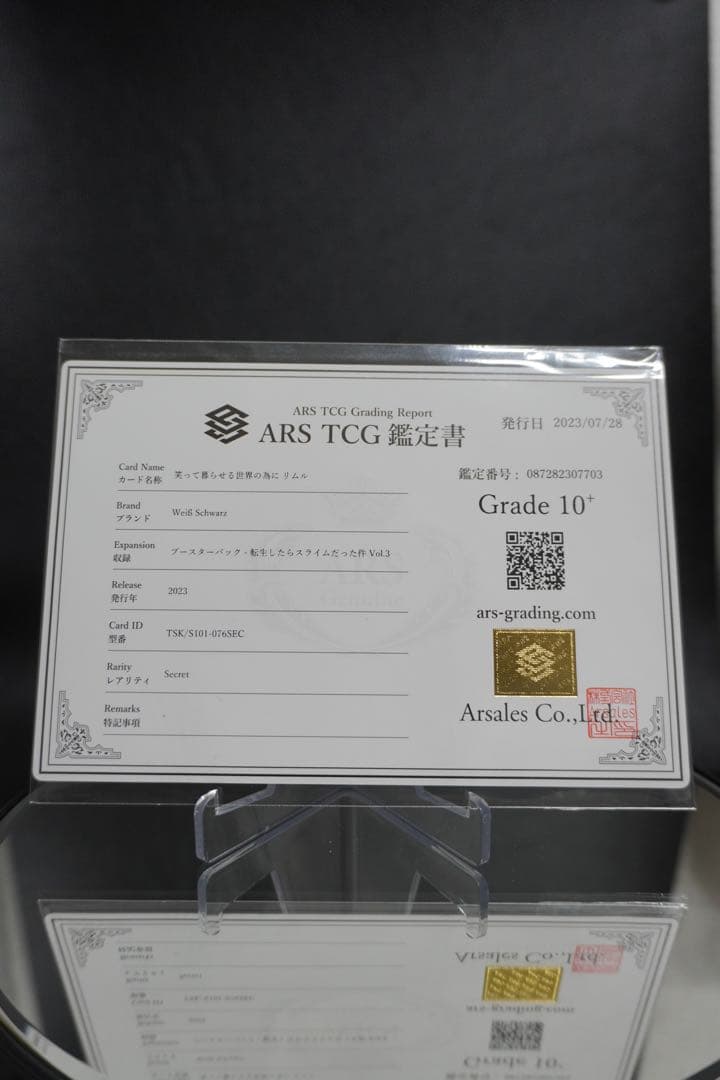 ARS TCG Grading Report
ARS TCG 鑑定書
発行日 2023/07/28
Card Name
カード名称
笑って暮らせる世界の為に リムル
Brand
ブランド
Weiß Schwarz
Expansion
収録
ブースターパック - 転生したらスライムだった件 Vol.3
Release
発行年
2023
Card ID
型番
TSK/S101-076SEC
Rarity
レアリティ
Secret
Remarks
特記事項
鑑定番号 : 087282307703
Grade 10+
ars-grading.com
Arsales Co.,Ltd.
ARS
Genuine